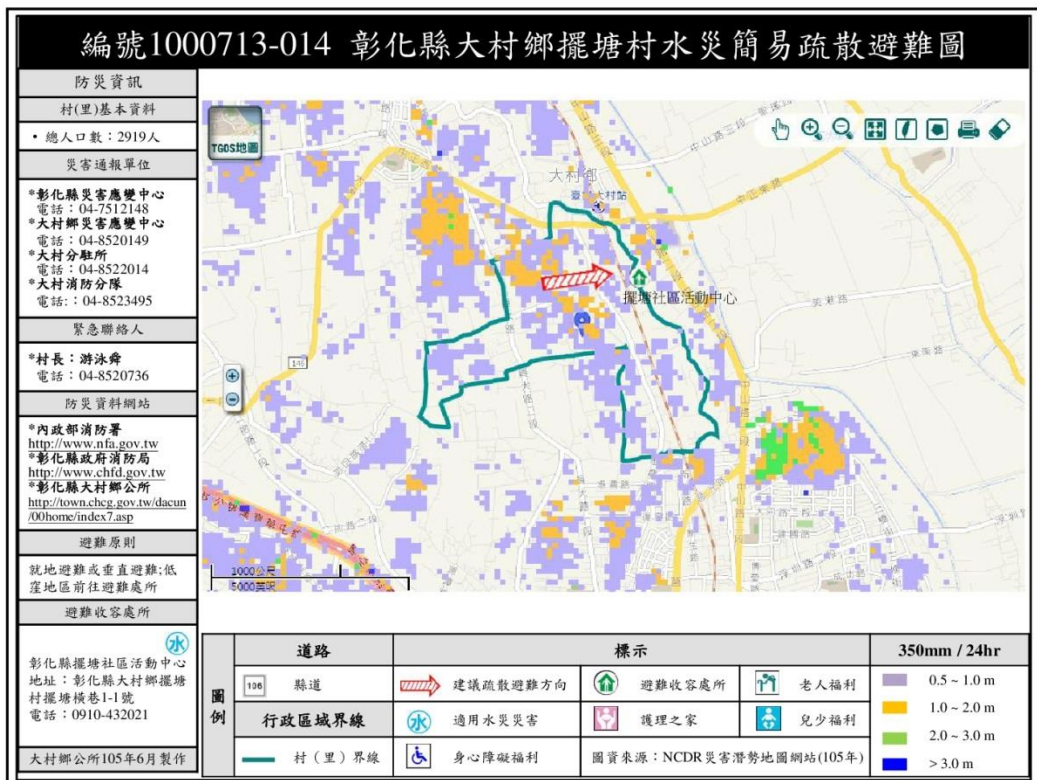 編號1000713-014 彰化縣大村鄉擺塘村水災簡易疏散避難圖
防災資訊
村(里)基本資料
• 總人口數：2919人
災害通報單位
*彰化縣災害應變中心
電話：04-7512148
*大村鄉災害應變中心
電話：04-8520149
*大村分駐所
電話：04-8522014
*大村消防分隊
電話:：04-8523495
緊急聯絡人
*村長：游泳舜
電話：04-8520736
防災資料網站
*內政部消防署
http://www.nfa.gov.tw
*彰化縣政府消防局
http://www.chfd.gov.tw
*彰化縣大村鄉公所
http://town.chcg.gov.tw/dacun
/00home/index7.asp
避難原則
就地避難或垂直避難;低
窪地區前往避難處所
避難收容處所
水
彰化縣擺塘社區活動中心
地址：彰化縣大村鄉擺塘
村擺塘橫巷1-1號
電話：0910-432021
大村鄉公所105年6月製作
TGOS地圖
大村鄉
擺塘社區活動中心
146
1000公尺
5000英呎
圖例
道路
標示
350mm / 24hr
106
縣道
建議疏散避難方向
避難收容處所
老人福利
0.5 ~ 1.0 m
行政區域界線
水
適用水災災害
護理之家
兒少福利
1.0 ~ 2.0 m
2.0 ~ 3.0 m
村（里）界線
身心障礙福利
圖資來源：NCDR災害潛勢地圖網站(105年)
> 3.0 m